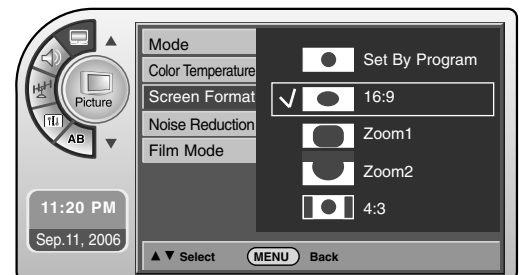 Mode
Color Temperature
Screen Format
Noise Reduction
Film Mode
Set By Program
16:9
Zoom1
Zoom2
4:3
Picture
AB
11:20 PM
Sep.11, 2006
▲▼ Select MENU Back